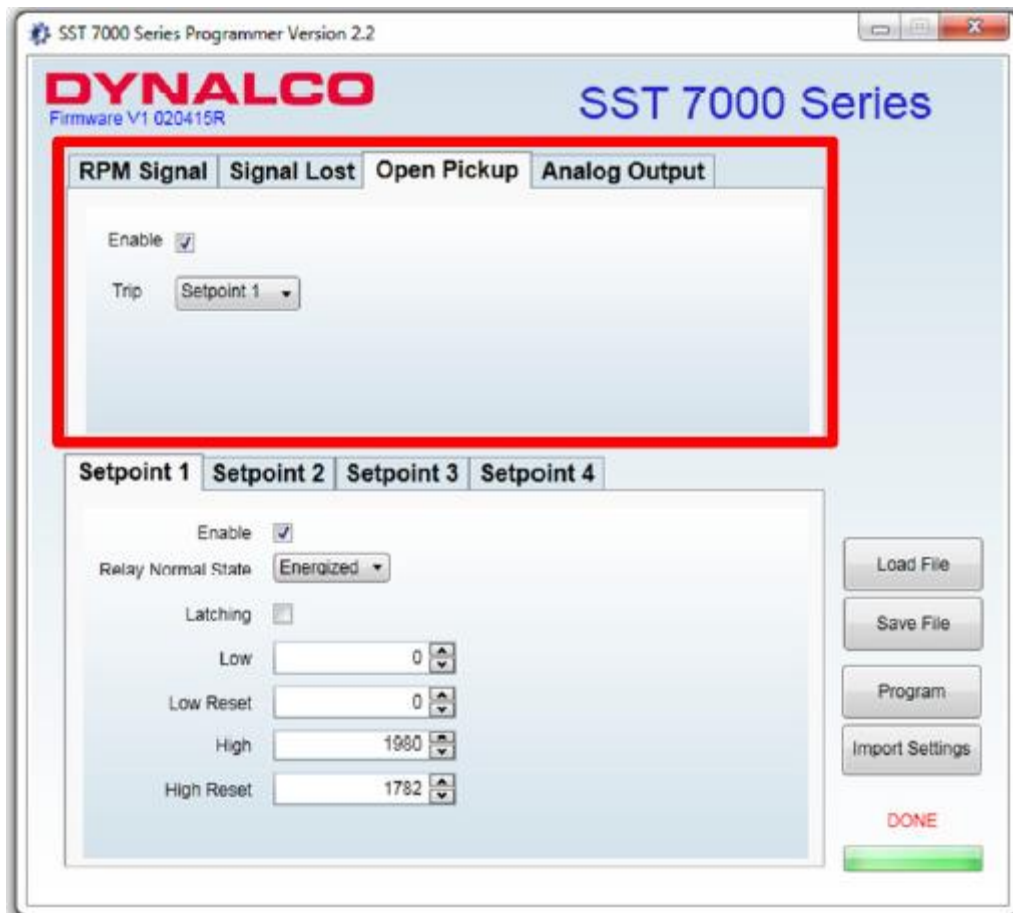 SST 7000 Series Programmer Version 2.2
DYNALCO
Firmware V1 020415R
SST 7000 Series
RPM Signal Signal Lost Open Pickup Analog Output
Enable
Trip Setpoint 1
Setpoint 1 Setpoint 2 Setpoint 3 Setpoint 4
Enable
Relay Normal State Energized
Latching
Low 0
Low Reset 0
High 1980
High Reset 1782
Load File
Save File
Program
Import Settings
DONE